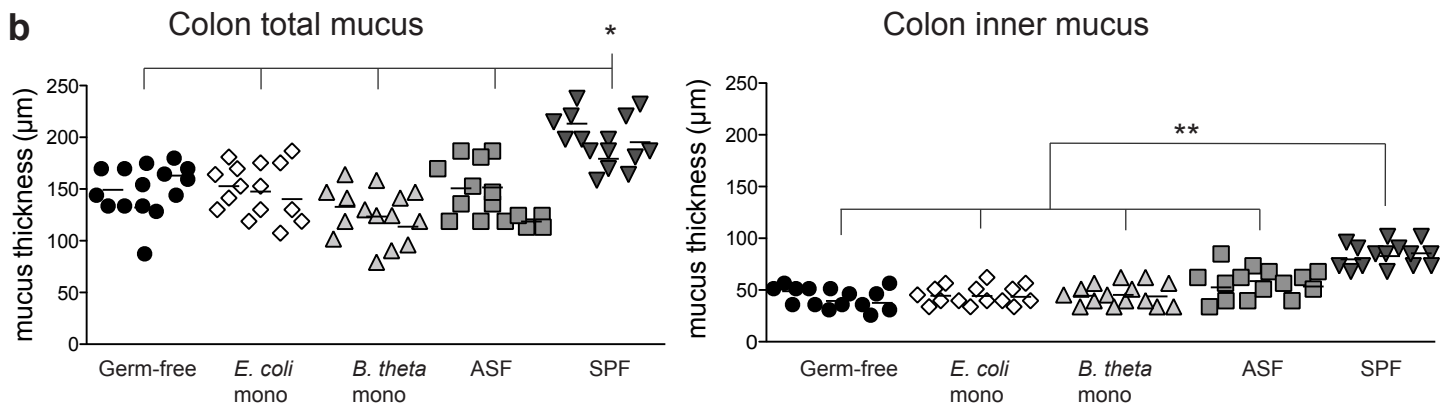 b
Colon total mucus
*
mucus thickness (µm)
250
200
150
100
50
0
Germ-free
E. coli
mono
B. theta
mono
ASF
SPF
Colon inner mucus
**
mucus thickness (µm)
250
200
150
100
50
0
Germ-free
E. coli
mono
B. theta
mono
ASF
SPF